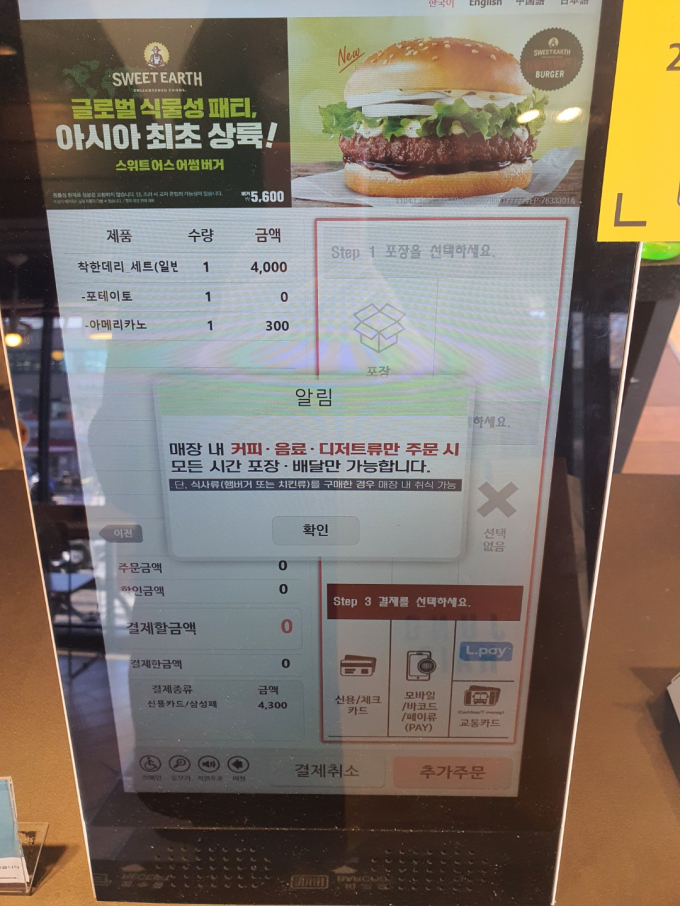 한국어 English 中国語 日本語
SWEET EARTH
글로벌 식물성 패티,
아시아 최초 상륙!
스위트어스 어썸버거
버거 5,600
New
SWEET EARTH
BURGER
제품 수량 금액
착한데리 세트(일반 1 4,000
-포테이토 1 0
-아메리카노 1 300
Step 1 포장을 선택하세요.
포장
하세요.
알림
매장 내 커피·음료·디저트류만 주문 시
모든 시간 포장·배달만 가능합니다.
단, 식사류(햄버거 또는 치킨류)를 구매한 경우 매장 내 취식 가능
확인
선택
없음
이전
주문금액 0
할인금액 0
결제할금액 0
결제한금액 0
결제종류 금액
신용카드/삼성페 4,300
Step 3 결제를 선택하세요.
신용/체크
카드
모바일
/바코드
/페이류
(PAY)
L.pay
교통카드
결제취소
추가주문